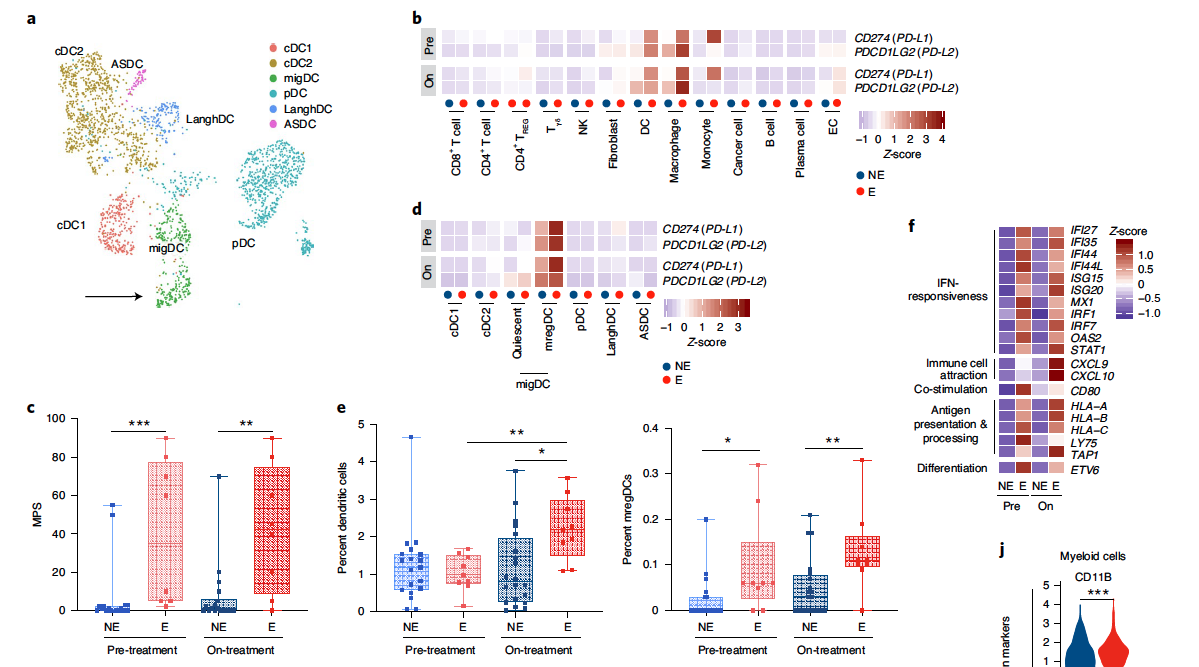 a
cDC2
ASDC
LanghDC
cDC1
migDC
pDC
cDC1
cDC2
migDC
pDC
LanghDC
ASDC
b
Pre
On
CD274 (PD-L1)
PDCD1LG2 (PD-L2)
CD274 (PD-L1)
PDCD1LG2 (PD-L2)
CD8+ T cell
CD4+ T cell
CD4+ TREG
Tγδ
NK
Fibroblast
DC
Macrophage
Monocyte
Cancer cell
B cell
Plasma cell
EC
−1 0 1 2 3 4
Z-score
NE
E
d
Pre
On
CD274 (PD-L1)
PDCD1LG2 (PD-L2)
CD274 (PD-L1)
PDCD1LG2 (PD-L2)
cDC1
cDC2
Quiescent
mregDC
pDC
LanghDC
ASDC
migDC
−1 0 1 2 3
Z-score
NE
E
f
IFN-
responsiveness
Immune cell
attraction
Co-stimulation
Antigen
presentation &
processing
Differentiation
IFI27
IFI35
IFI44
IFI44L
ISG15
ISG20
MX1
IRF1
IRF7
OAS2
STAT1
CXCL9
CXCL10
CD80
HLA-A
HLA-B
HLA-C
LY75
TAP1
ETV6
Z-score
1.0
0.5
0
−0.5
−1.0
NE E NE E
Pre On
c
MPS
100
80
60
40
20
0
*** **
NE E NE E
Pre-treatment On-treatment
e
Percent dendritic cells
5
4
3
2
1
0
**
*
NE E NE E
Pre-treatment On-treatment
Percent mregDCs
0.4
0.3
0.2
0.1
0
* **
NE E NE E
Pre-treatment On-treatment
j
Myeloid cells
CD11B
***
5
4
3
2
1
n markers